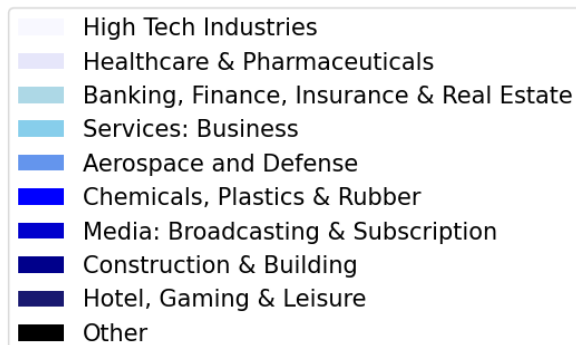 High Tech Industries
Healthcare & Pharmaceuticals
Banking, Finance, Insurance & Real Estate
Services: Business
Aerospace and Defense
Chemicals, Plastics & Rubber
Media: Broadcasting & Subscription
Construction & Building
Hotel, Gaming & Leisure
Other